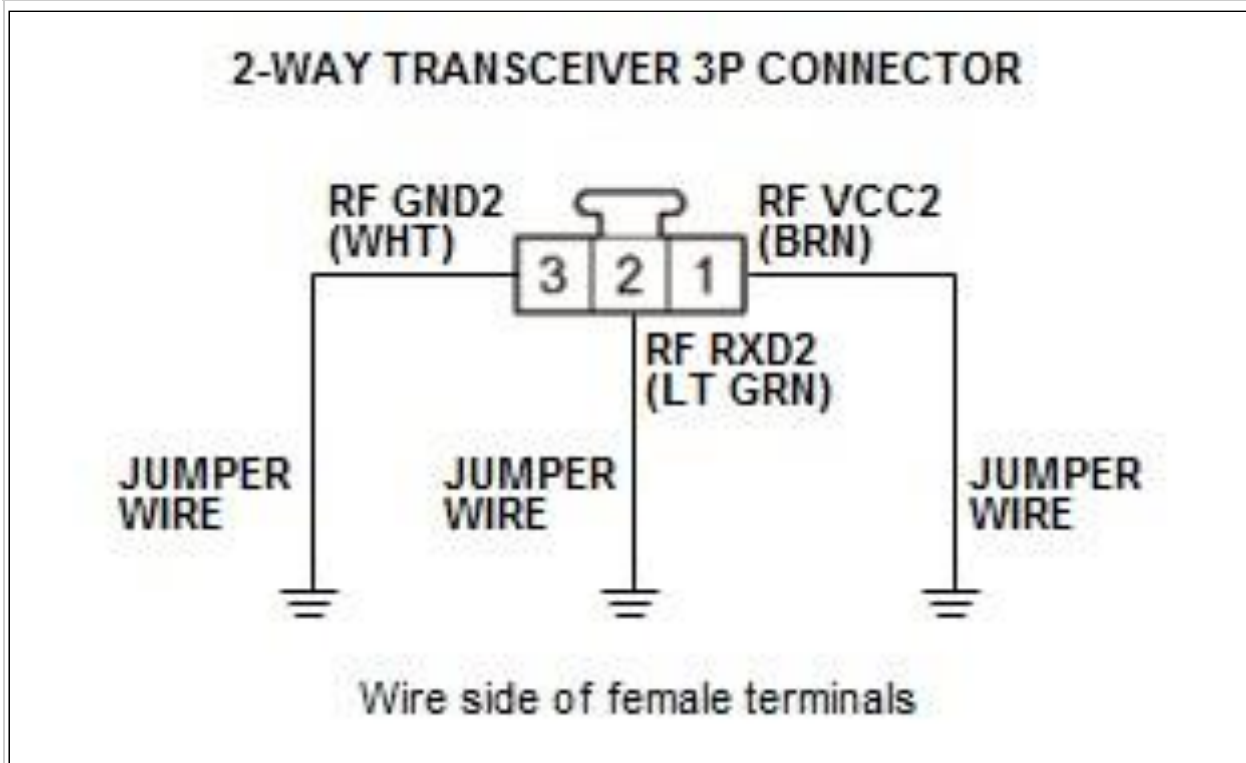 2-WAY TRANSCEIVER 3P CONNECTOR
RF GND2
(WHT)
RF VCC2
(BRN)
3 2 1
RF RXD2
(LT GRN)
JUMPER
WIRE
JUMPER
WIRE
JUMPER
WIRE
Wire side of female terminals